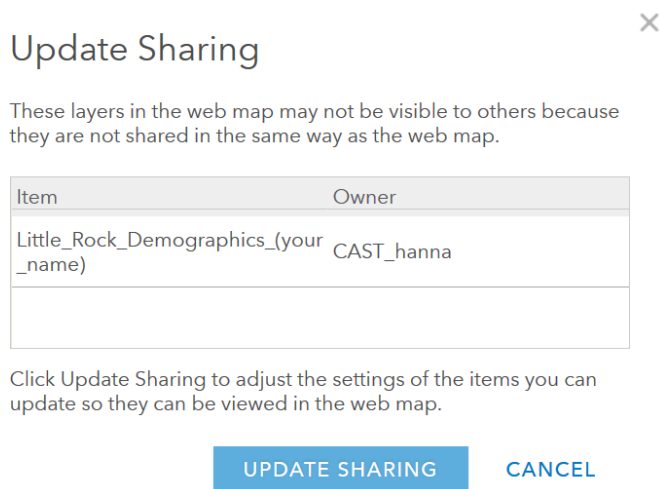 Update Sharing
These layers in the web map may not be visible to others because
they are not shared in the same way as the web map.
Item Owner
Little_Rock_Demographics_(your
_name) CAST_hanna
Click Update Sharing to adjust the settings of the items you can
update so they can be viewed in the web map.
UPDATE SHARING CANCEL